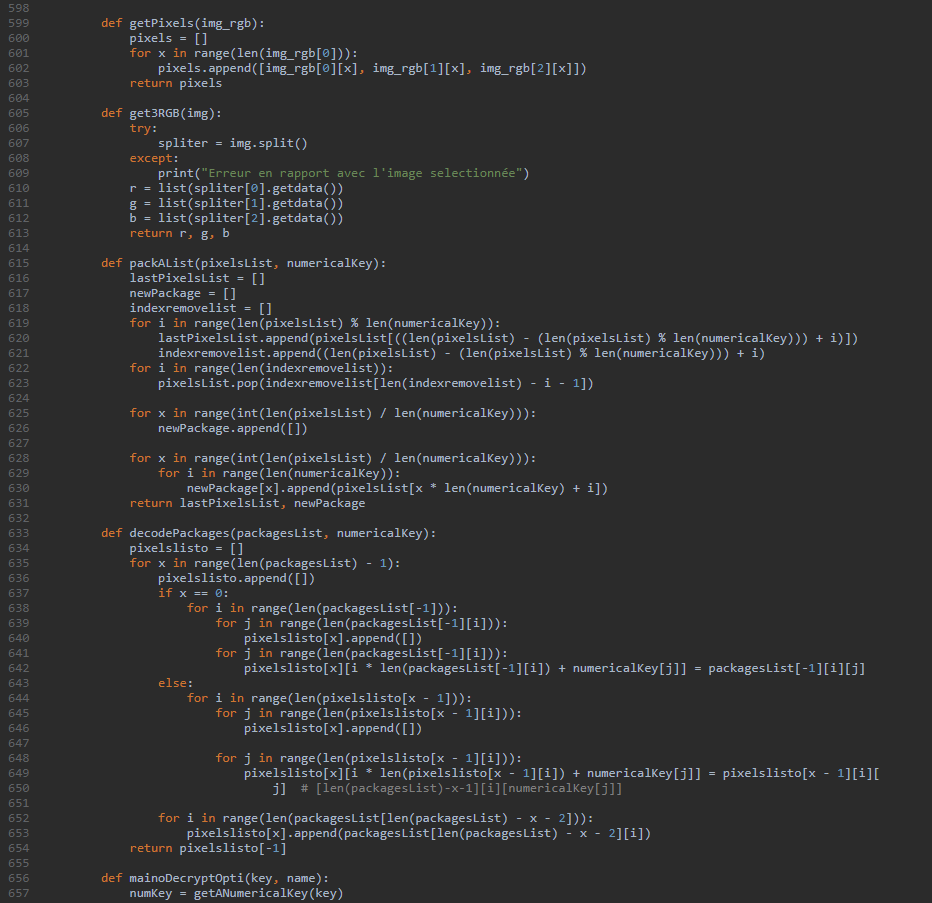 598
599 def getPixels(img_rgb):
600 pixels = []
601 for x in range(len(img_rgb[0])):
602 pixels.append([img_rgb[0][x], img_rgb[1][x], img_rgb[2][x]])
603 return pixels
604
605 def get3RGB(img):
606 try:
607 spliter = img.split()
608 except:
609 print("Erreur en rapport avec l'image selectionnée")
610 r = list(spliter[0].getdata())
611 g = list(spliter[1].getdata())
612 b = list(spliter[2].getdata())
613 return r, g, b
614
615 def packAList(pixelsList, numericalKey):
616 lastPixelsList = []
617 newPackage = []
618 indexremovelist = []
619 for i in range(len(pixelsList) % len(numericalKey)):
620 lastPixelsList.append(pixelsList[((len(pixelsList) - (len(pixelsList) % len(numericalKey))) + i)])
621 indexremovelist.append((len(pixelsList) - (len(pixelsList) % len(numericalKey))) + i)
622 for i in range(len(indexremovelist)):
623 pixelsList.pop(indexremovelist[len(indexremovelist) - i - 1])
624
625 for x in range(int(len(pixelsList) / len(numericalKey))):
626 newPackage.append([])
627
628 for x in range(int(len(pixelsList) / len(numericalKey))):
629 for i in range(len(numericalKey)):
630 newPackage[x].append(pixelsList[x * len(numericalKey) + i])
631 return lastPixelsList, newPackage
632
633 def decodePackages(packagesList, numericalKey):
634 pixelslisto = []
635 for x in range(len(packagesList) - 1):
636 pixelslisto.append([])
637 if x == 0:
638 for i in range(len(packagesList[-1])):
639 for j in range(len(packagesList[-1][i])):
640 pixelslisto[x].append([])
641 for j in range(len(packagesList[-1][i])):
642 pixelslisto[x][i * len(packagesList[-1][i]) + numericalKey[j]] = packagesList[-1][i][j]
643 else:
644 for i in range(len(pixelslisto[x - 1])):
645 for j in range(len(pixelslisto[x - 1][i])):
646 pixelslisto[x].append([])
647
648 for j in range(len(pixelslisto[x - 1][i])):
649 pixelslisto[x][i * len(pixelslisto[x - 1][i]) + numericalKey[j]] = pixelslisto[x - 1][i][
650 j] # [len(packagesList)-x-1][i][numericalKey[j]]
651
652 for i in range(len(packagesList[len(packagesList) - x - 2])):
653 pixelslisto[x].append(packagesList[len(packagesList) - x - 2][i])
654 return pixelslisto[-1]
655
656 def mainoDecryptOpti(key, name):
657 numKey = getANumericalKey(key)